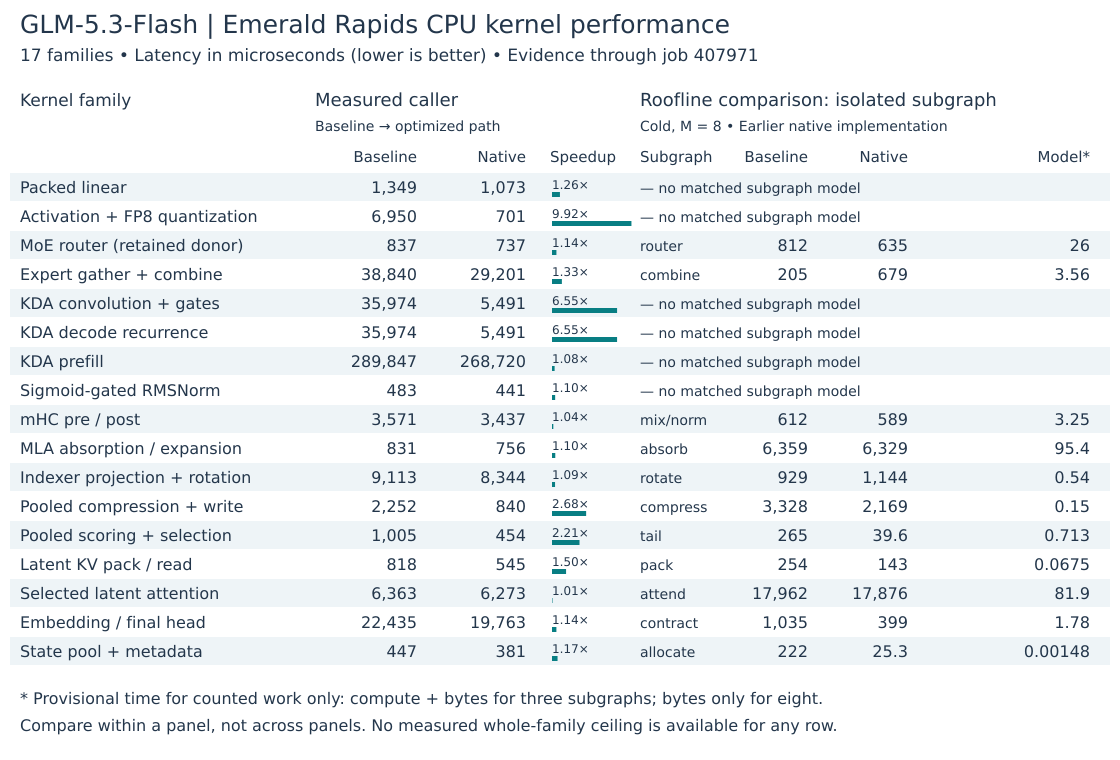 GLM-5.3-Flash | Emerald Rapids CPU kernel performance
17 families • Latency in microseconds (lower is better) • Evidence through job 407971
Kernel family Measured caller Roofline comparison: isolated subgraph
Baseline → optimized path Cold, M = 8 • Earlier native implementation
Baseline Native Speedup Subgraph Baseline Native Model*
Packed linear 1,349 1,073 1.26× — no matched subgraph model
Activation + FP8 quantization 6,950 701 9.92× — no matched subgraph model
MoE router (retained donor) 837 737 1.14× router 812 635 26
Expert gather + combine 38,840 29,201 1.33× combine 205 679 3.56
KDA convolution + gates 35,974 5,491 6.55× — no matched subgraph model
KDA decode recurrence 35,974 5,491 6.55× — no matched subgraph model
KDA prefill 289,847 268,720 1.08× — no matched subgraph model
Sigmoid-gated RMSNorm 483 441 1.10× — no matched subgraph model
mHC pre / post 3,571 3,437 1.04× mix/norm 612 589 3.25
MLA absorption / expansion 831 756 1.10× absorb 6,359 6,329 95.4
Indexer projection + rotation 9,113 8,344 1.09× rotate 929 1,144 0.54
Pooled compression + write 2,252 840 2.68× compress 3,328 2,169 0.15
Pooled scoring + selection 1,005 454 2.21× tail 265 39.6 0.713
Latent KV pack / read 818 545 1.50× pack 254 143 0.0675
Selected latent attention 6,363 6,273 1.01× attend 17,962 17,876 81.9
Embedding / final head 22,435 19,763 1.14× contract 1,035 399 1.78
State pool + metadata 447 381 1.17× allocate 222 25.3 0.00148
* Provisional time for counted work only: compute + bytes for three subgraphs; bytes only for eight.
Compare within a panel, not across panels. No measured whole-family ceiling is available for any row.